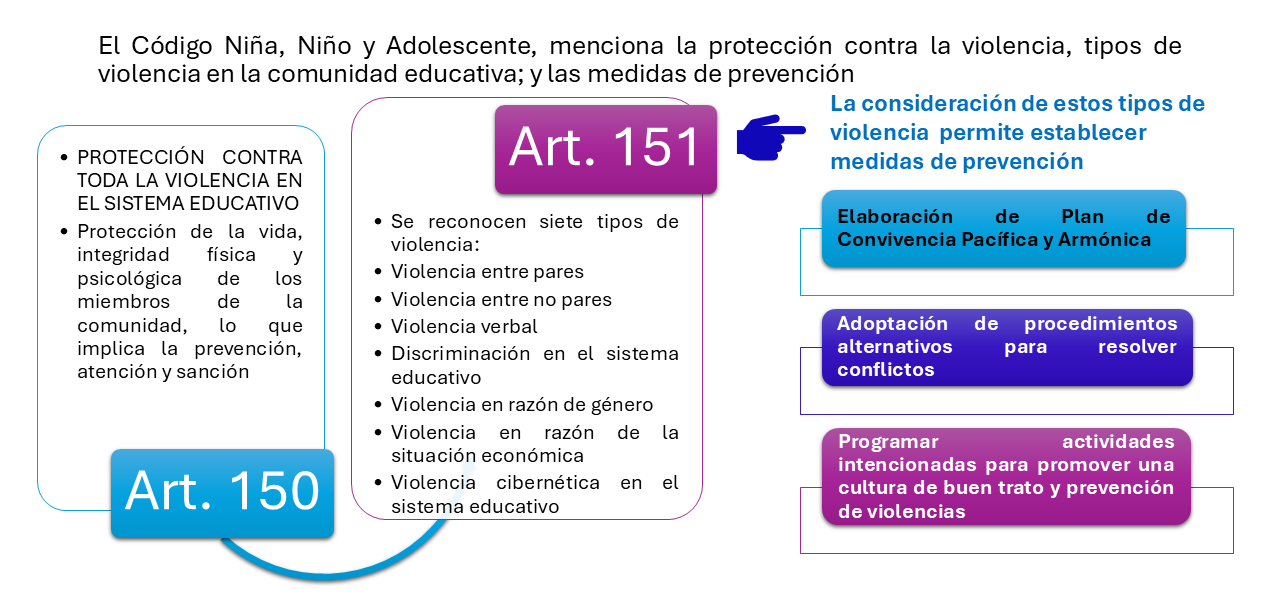 El Código Niña, Niño y Adolescente, menciona la protección contra la violencia, tipos de
violencia en la comunidad educativa; y las medidas de prevención
• PROTECCIÓN CONTRA
TODA LA VIOLENCIA EN
EL SISTEMA EDUCATIVO
• Protección de la vida,
integridad física y
psicológica de los
miembros de la
comunidad, lo que
implica la prevención,
atención y sanción
Art. 150
Art. 151
• Se reconocen siete tipos de
violencia:
• Violencia entre pares
• Violencia entre no pares
• Violencia verbal
• Discriminación en el sistema
educativo
• Violencia en razón de género
• Violencia en razón de la
situación económica
• Violencia cibernética en el
sistema educativo
La consideración de estos tipos de
violencia permite establecer
medidas de prevención
Elaboración de Plan de
Convivencia Pacífica y Armónica
Adoptación de procedimientos
alternativos para resolver
conflictos
Programar actividades
intencionadas para promover una
cultura de buen trato y prevención
de violencias